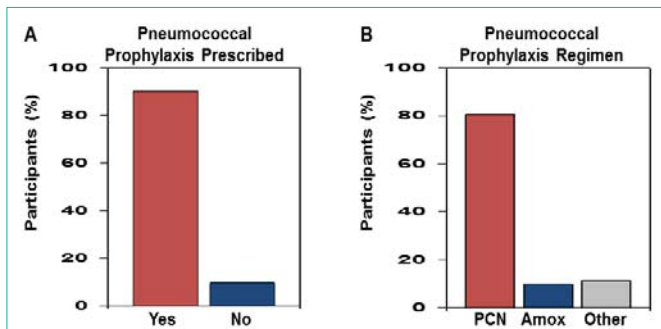 A
Pneumococcal
Prophylaxis Prescribed
100
80
60
40
20
0
Participants (%)
Yes No
B
Pneumococcal
Prophylaxis Regimen
100
80
60
40
20
0
Participants (%)
PCN Amox Other